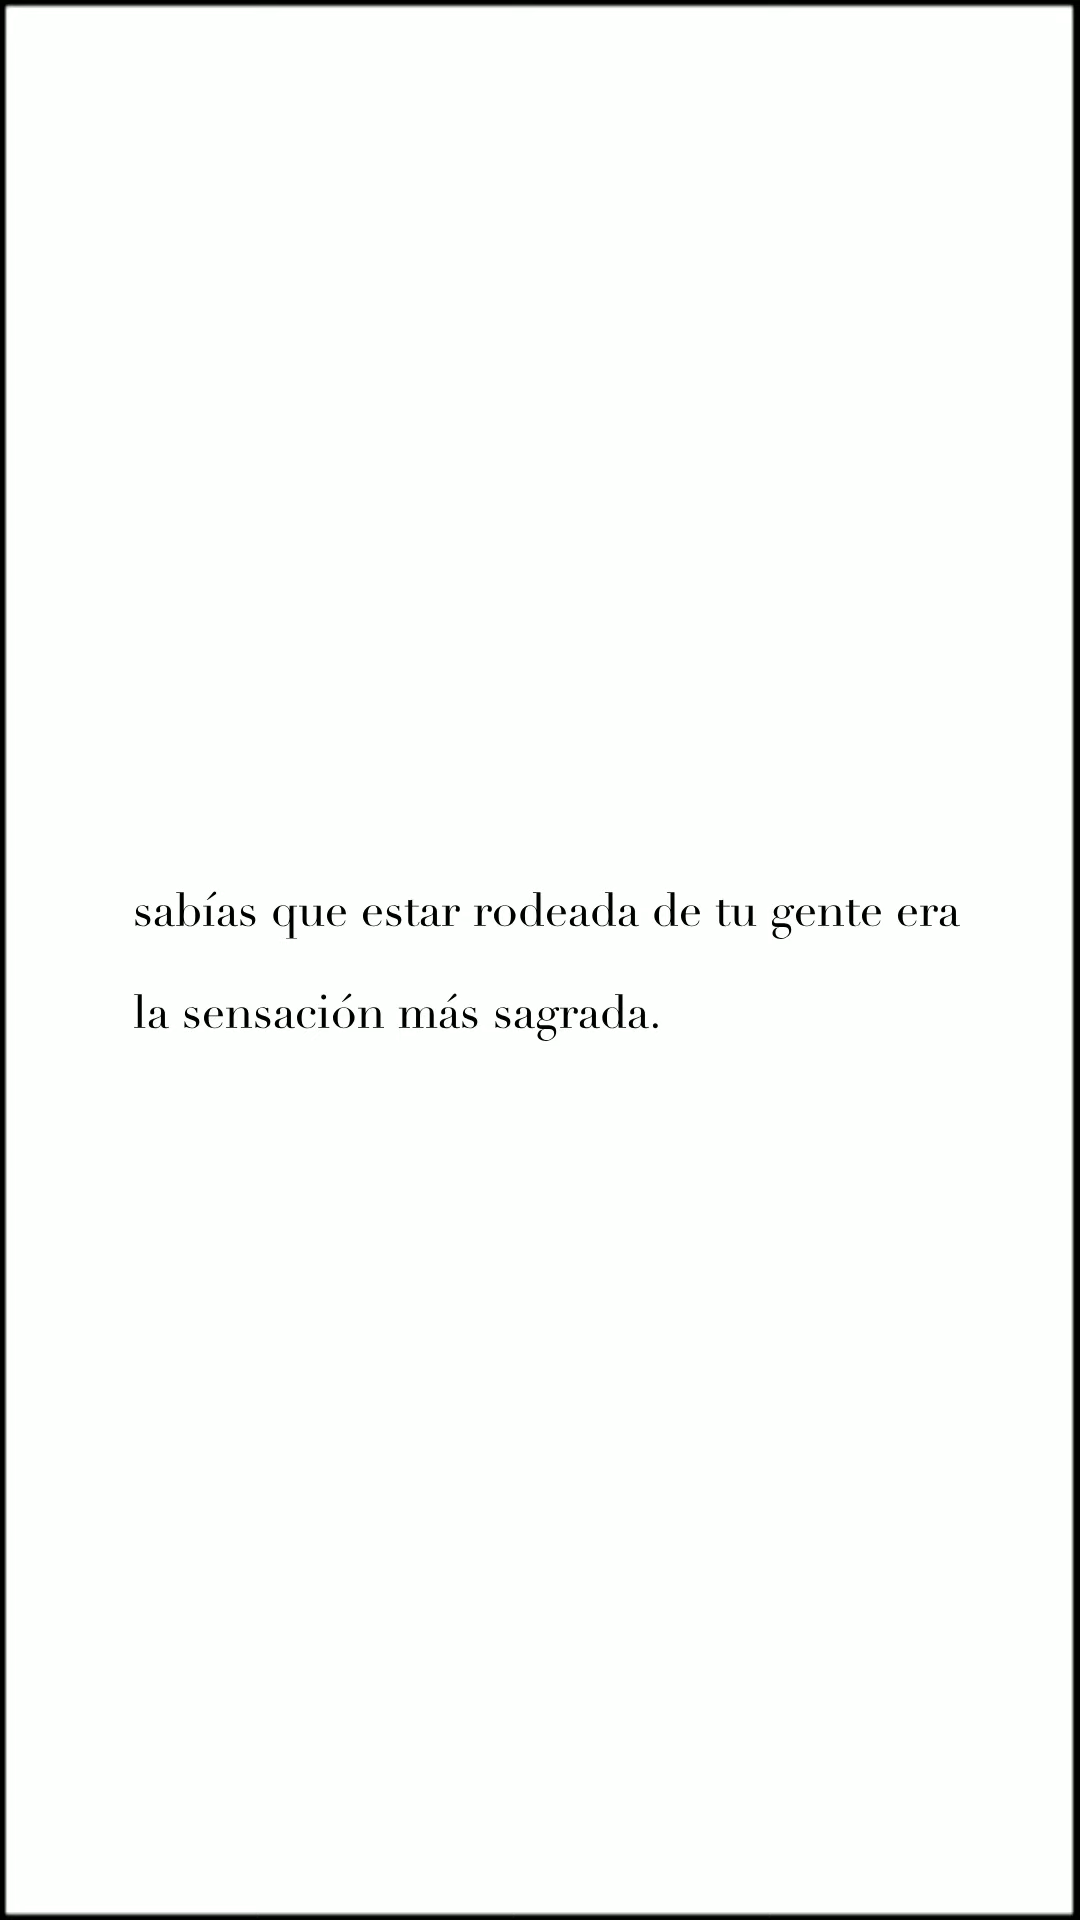 sabías que estar rodeada de tu gente era
la sensación más sagrada.